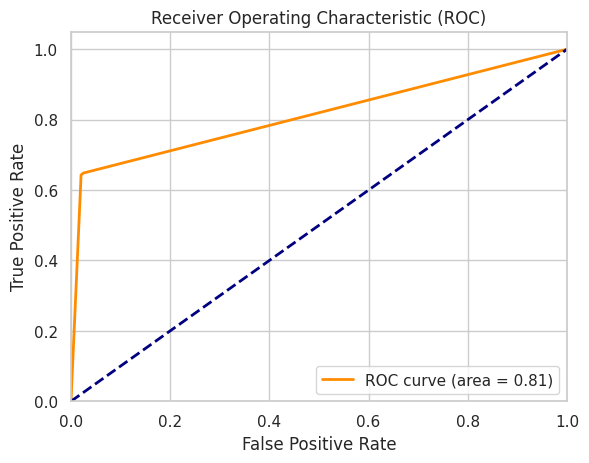 Receiver Operating Characteristic (ROC)
1.0
0.8
0.6
0.4
0.2
0.0
True Positive Rate
ROC curve (area = 0.81)
0.0 0.2 0.4 0.6 0.8 1.0
False Positive Rate